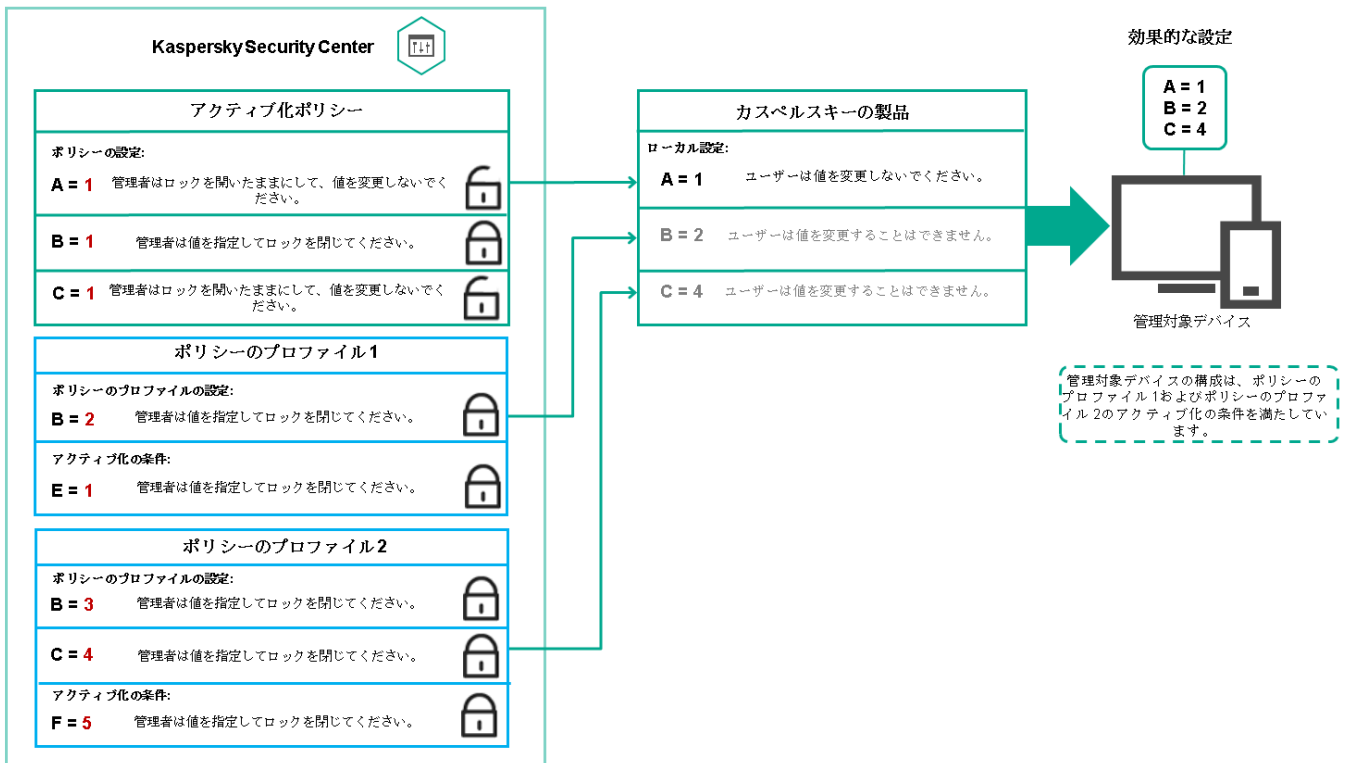 Kaspersky Security Center
アクティブ化ポリシー
ポリシーの設定:
A = 1
管理者はロックを開いたままにして、値を変更しないでく
ださい。
B = 1
管理者は値を指定してロックを閉じてください。
C = 1
管理者はロックを開いたままにして、値を変更しないでく
ださい。
ポリシーのプロファイル1
ポリシーのプロファイルの設定:
B = 2
管理者は値を指定してロックを閉じてください。
アクティブ化の条件:
E = 1
管理者は値を指定してロックを閉じてください。
ポリシーのプロファイル2
ポリシーのプロファイルの設定:
B = 3
管理者は値を指定してロックを閉じてください。
C = 4
管理者は値を指定してロックを閉じてください。
アクティブ化の条件:
F = 5
管理者は値を指定してロックを閉じてください。
カスペルスキーの製品
ローカル設定:
A = 1
ユーザーは値を変更しないでください。
B = 2
ユーザーは値を変更することはできません。
C = 4
ユーザーは値を変更することはできません。
効果的な設定
A = 1
B = 2
C = 4
管理対象デバイス
管理対象デバイスの構成は、ポリシーの
プロファイル1およびポリシーのプロファ
イル2のアクティブ化の条件を満たしてい
ます。